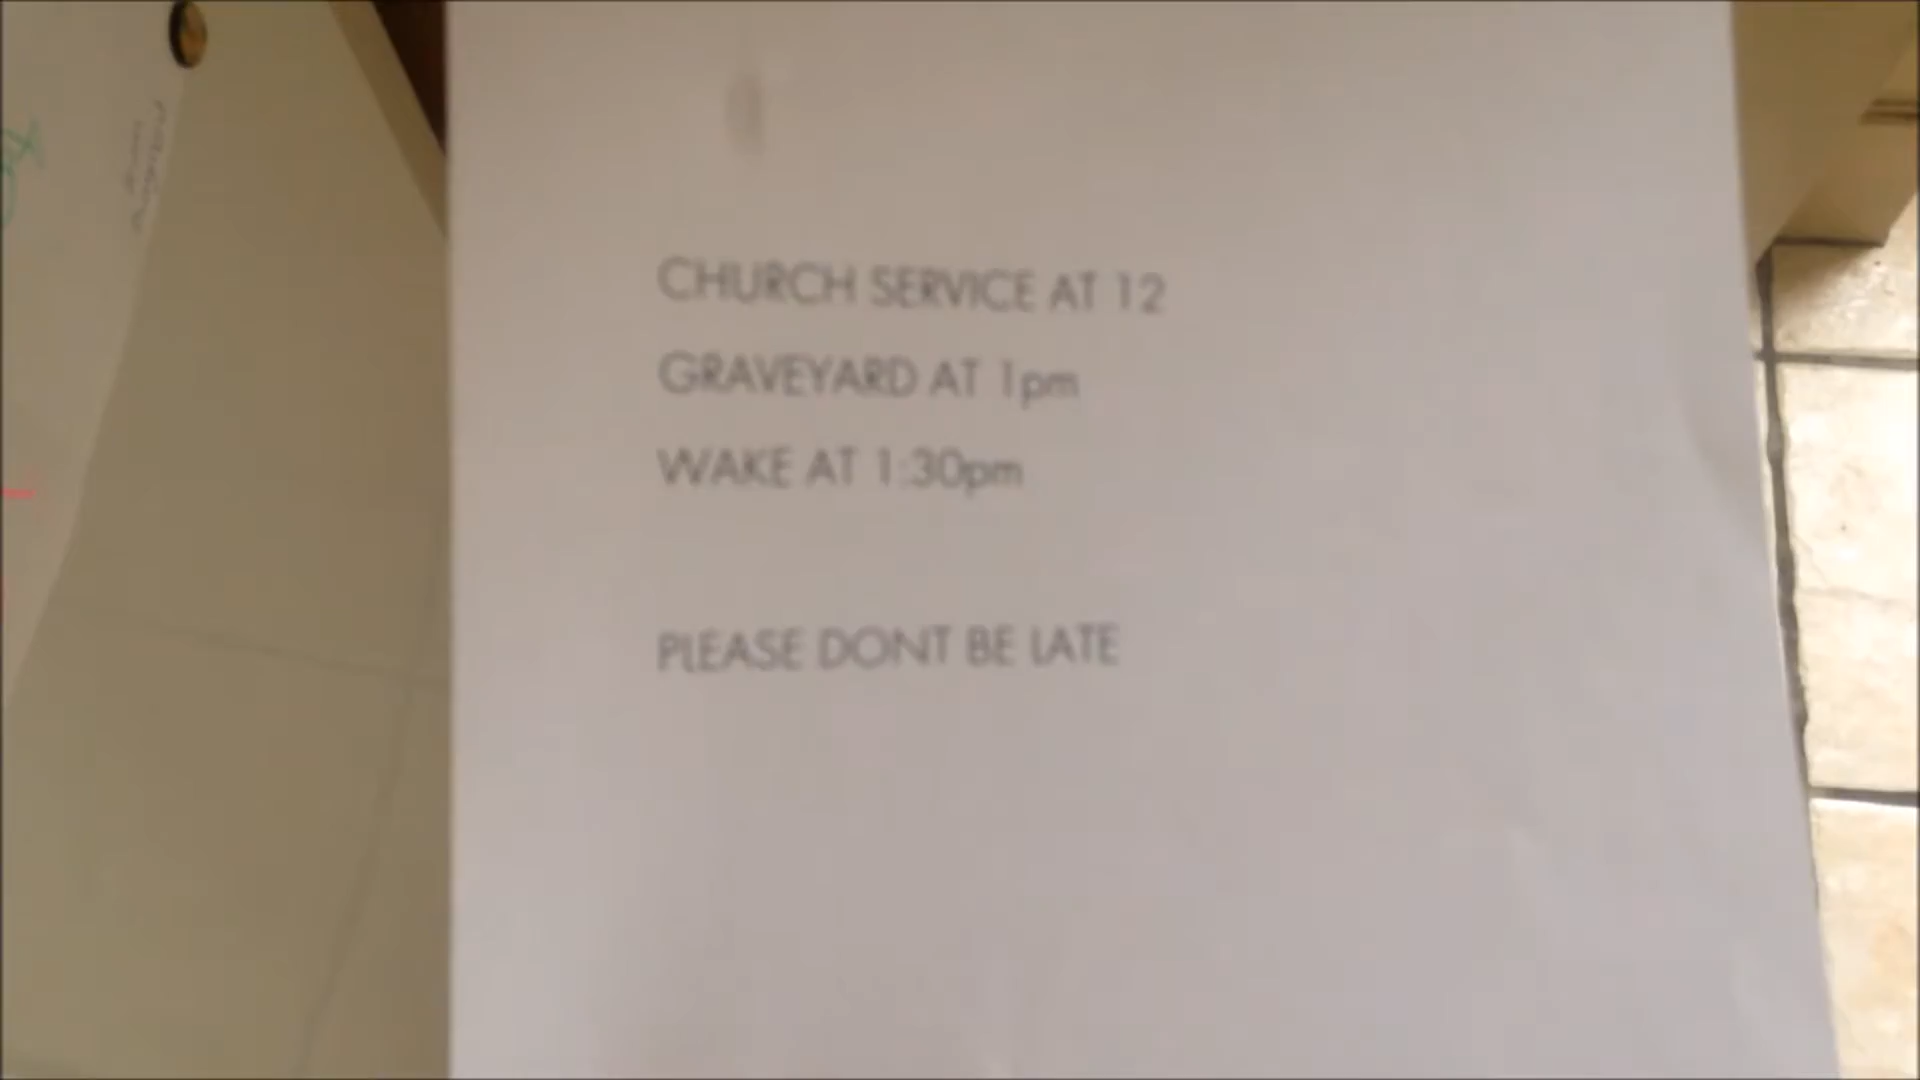 CHURCH SERVICE AT 12
GRAVEYARD AT 1pm
WAKE AT 1:30pm
PLEASE DONT BE LATE